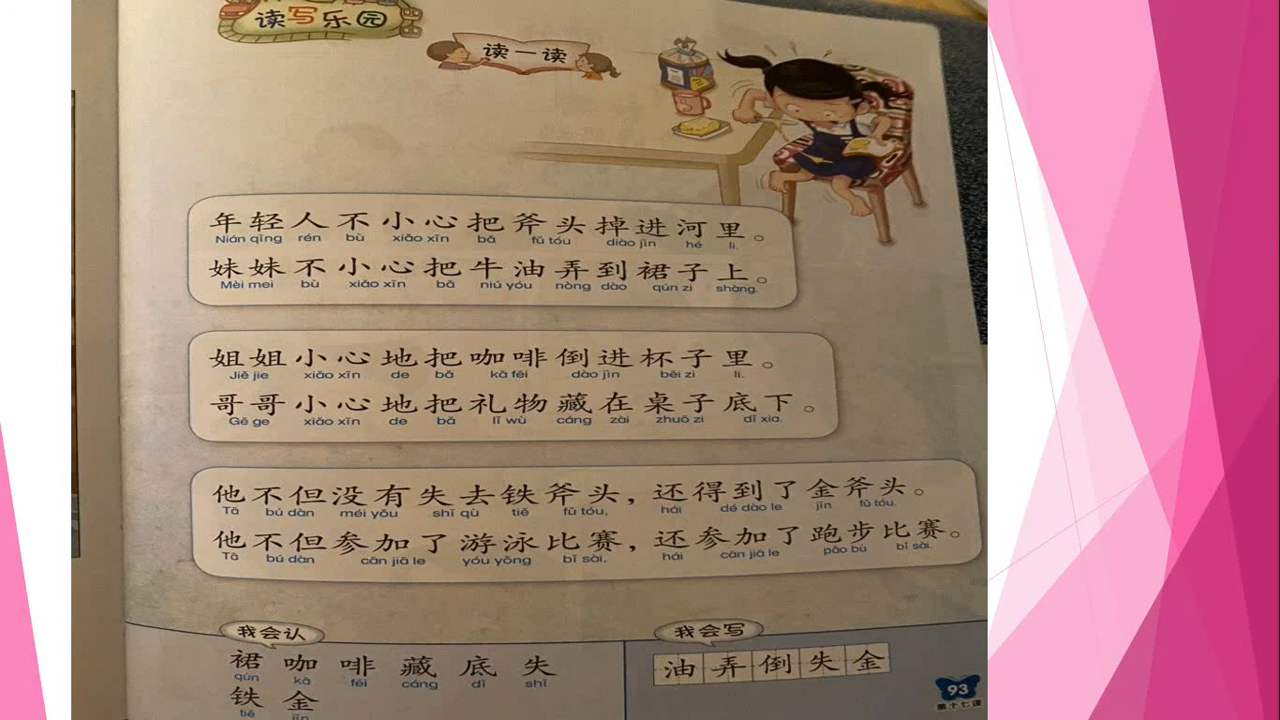 读写乐园
读一读
年轻人不小心把斧头掉进河里。
Nián qīng rén bù xiǎo xīn bǎ fǔ tóu diào jìn hé li.
妹妹不小心把牛油弄到裙子上。
Mèi mei bù xiǎo xīn bǎ niú yóu nòng dào qún zi shàng.
姐姐小心地把咖啡倒进杯子里。
Jiě jie xiǎo xīn de bǎ kā fēi dào jìn bēi zi li.
哥哥小心地把礼物藏在桌子底下。
Gē ge xiǎo xīn de bǎ lǐ wù cáng zài zhuō zi dǐ xia.
他不但没有失去铁斧头，还得到了金斧头。
Tā bú dàn méi yǒu shī qù tiě fǔ tóu, hái dé dào le jīn fǔ tóu.
他不但参加了游泳比赛，还参加了跑步比赛。
Tā bú dàn cān jiā le yóu yǒng bǐ sài, hái cān jiā le pǎo bù bǐ sài.
我会认
裙 咖 啡 藏 底 失
qún kā fēi cáng dǐ shī
铁 金
tiě jīn
我会写
油弄倒失金
93
第十七课